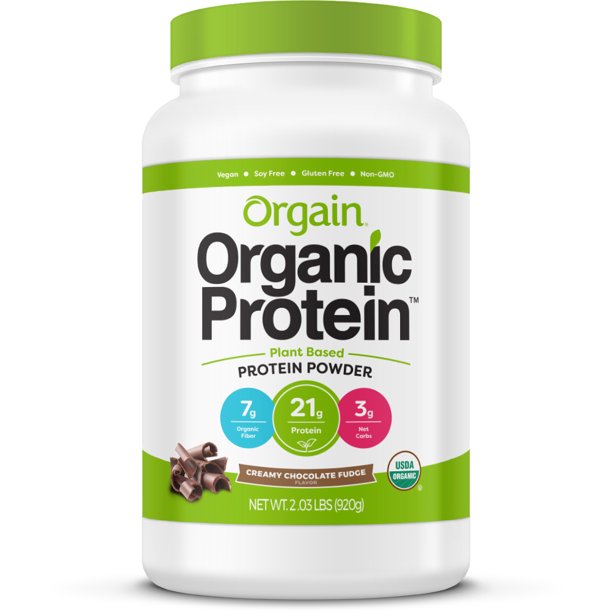 Vegan • Soy Free • Gluten Free • Non-GMO
Orgain®
Organic
Protein™
Plant Based
PROTEIN POWDER
7g
Organic
Fiber
21g
Protein
3g
Net
Carbs
CREAMY CHOCOLATE FUDGE
FLAVOR
USDA
ORGANIC
NET WT. 2.03 LBS (920g)